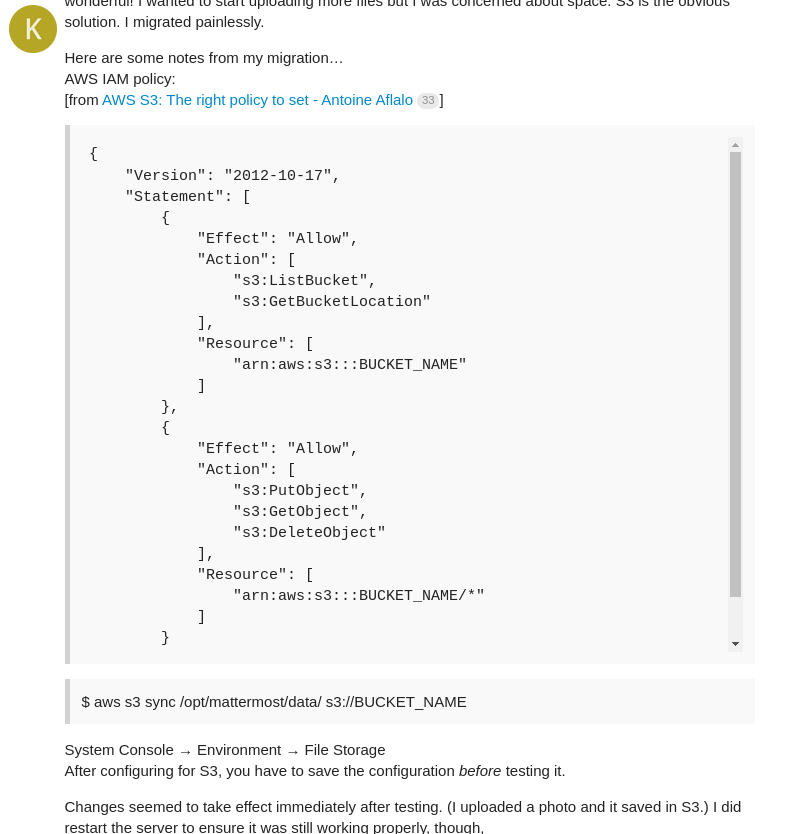 wonderful! I wanted to start uploading more files but I was concerned about space. S3 is the obvious
K
solution. I migrated painlessly.
Here are some notes from my migration…
AWS IAM policy:
[from AWS S3: The right policy to set - Antoine Aflalo 33]
{
    "Version": "2012-10-17",
    "Statement": [
        {
            "Effect": "Allow",
            "Action": [
                "s3:ListBucket",
                "s3:GetBucketLocation"
            ],
            "Resource": [
                "arn:aws:s3:::BUCKET_NAME"
            ]
        },
        {
            "Effect": "Allow",
            "Action": [
                "s3:PutObject",
                "s3:GetObject",
                "s3:DeleteObject"
            ],
            "Resource": [
                "arn:aws:s3:::BUCKET_NAME/*"
            ]
        }
$ aws s3 sync /opt/mattermost/data/ s3://BUCKET_NAME
System Console → Environment → File Storage
After configuring for S3, you have to save the configuration before testing it.
Changes seemed to take effect immediately after testing. (I uploaded a photo and it saved in S3.) I did
restart the server to ensure it was still working properly, though,